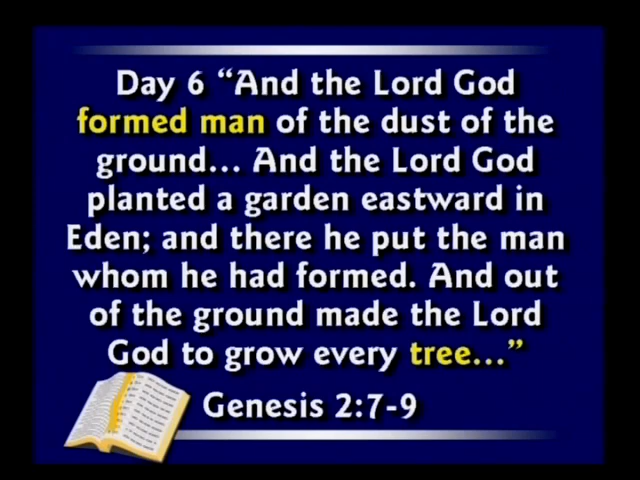 Day 6 “And the Lord God
formed man of the dust of the
ground... And the Lord God
planted a garden eastward in
Eden; and there he put the man
whom he had formed. And out
of the ground made the Lord
God to grow every tree...”
Genesis 2:7-9